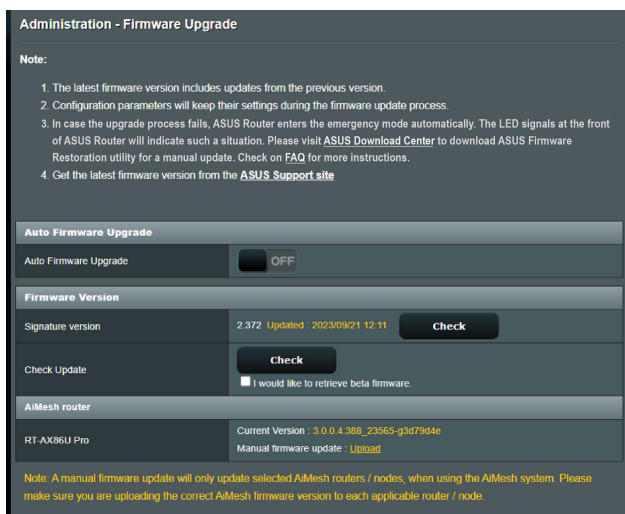 Administration - Firmware Upgrade
Note:
1. The latest firmware version includes updates from the previous version.
2. Configuration parameters will keep their settings during the firmware update process.
3. In case the upgrade process fails, ASUS Router enters the emergency mode automatically. The LED signals at the front
of ASUS Router will indicate such a situation. Please visit ASUS Download Center to download ASUS Firmware
Restoration utility for a manual update. Check on FAQ for more instructions.
4. Get the latest firmware version from the ASUS Support site
Auto Firmware Upgrade
Auto Firmware Upgrade OFF
Firmware Version
Signature version 2.372 Updated : 2023/09/21 12:11 Check
Check Update Check
I would like to retrieve beta firmware.
AiMesh router
RT-AX86U Pro Current Version : 3.0.0.4.388_23565-g3d79d4e
Manual firmware update : Upload
Note: A manual firmware update will only update selected AiMesh routers / nodes, when using the AiMesh system. Please
make sure you are uploading the correct AiMesh firmware version to each applicable router / node.